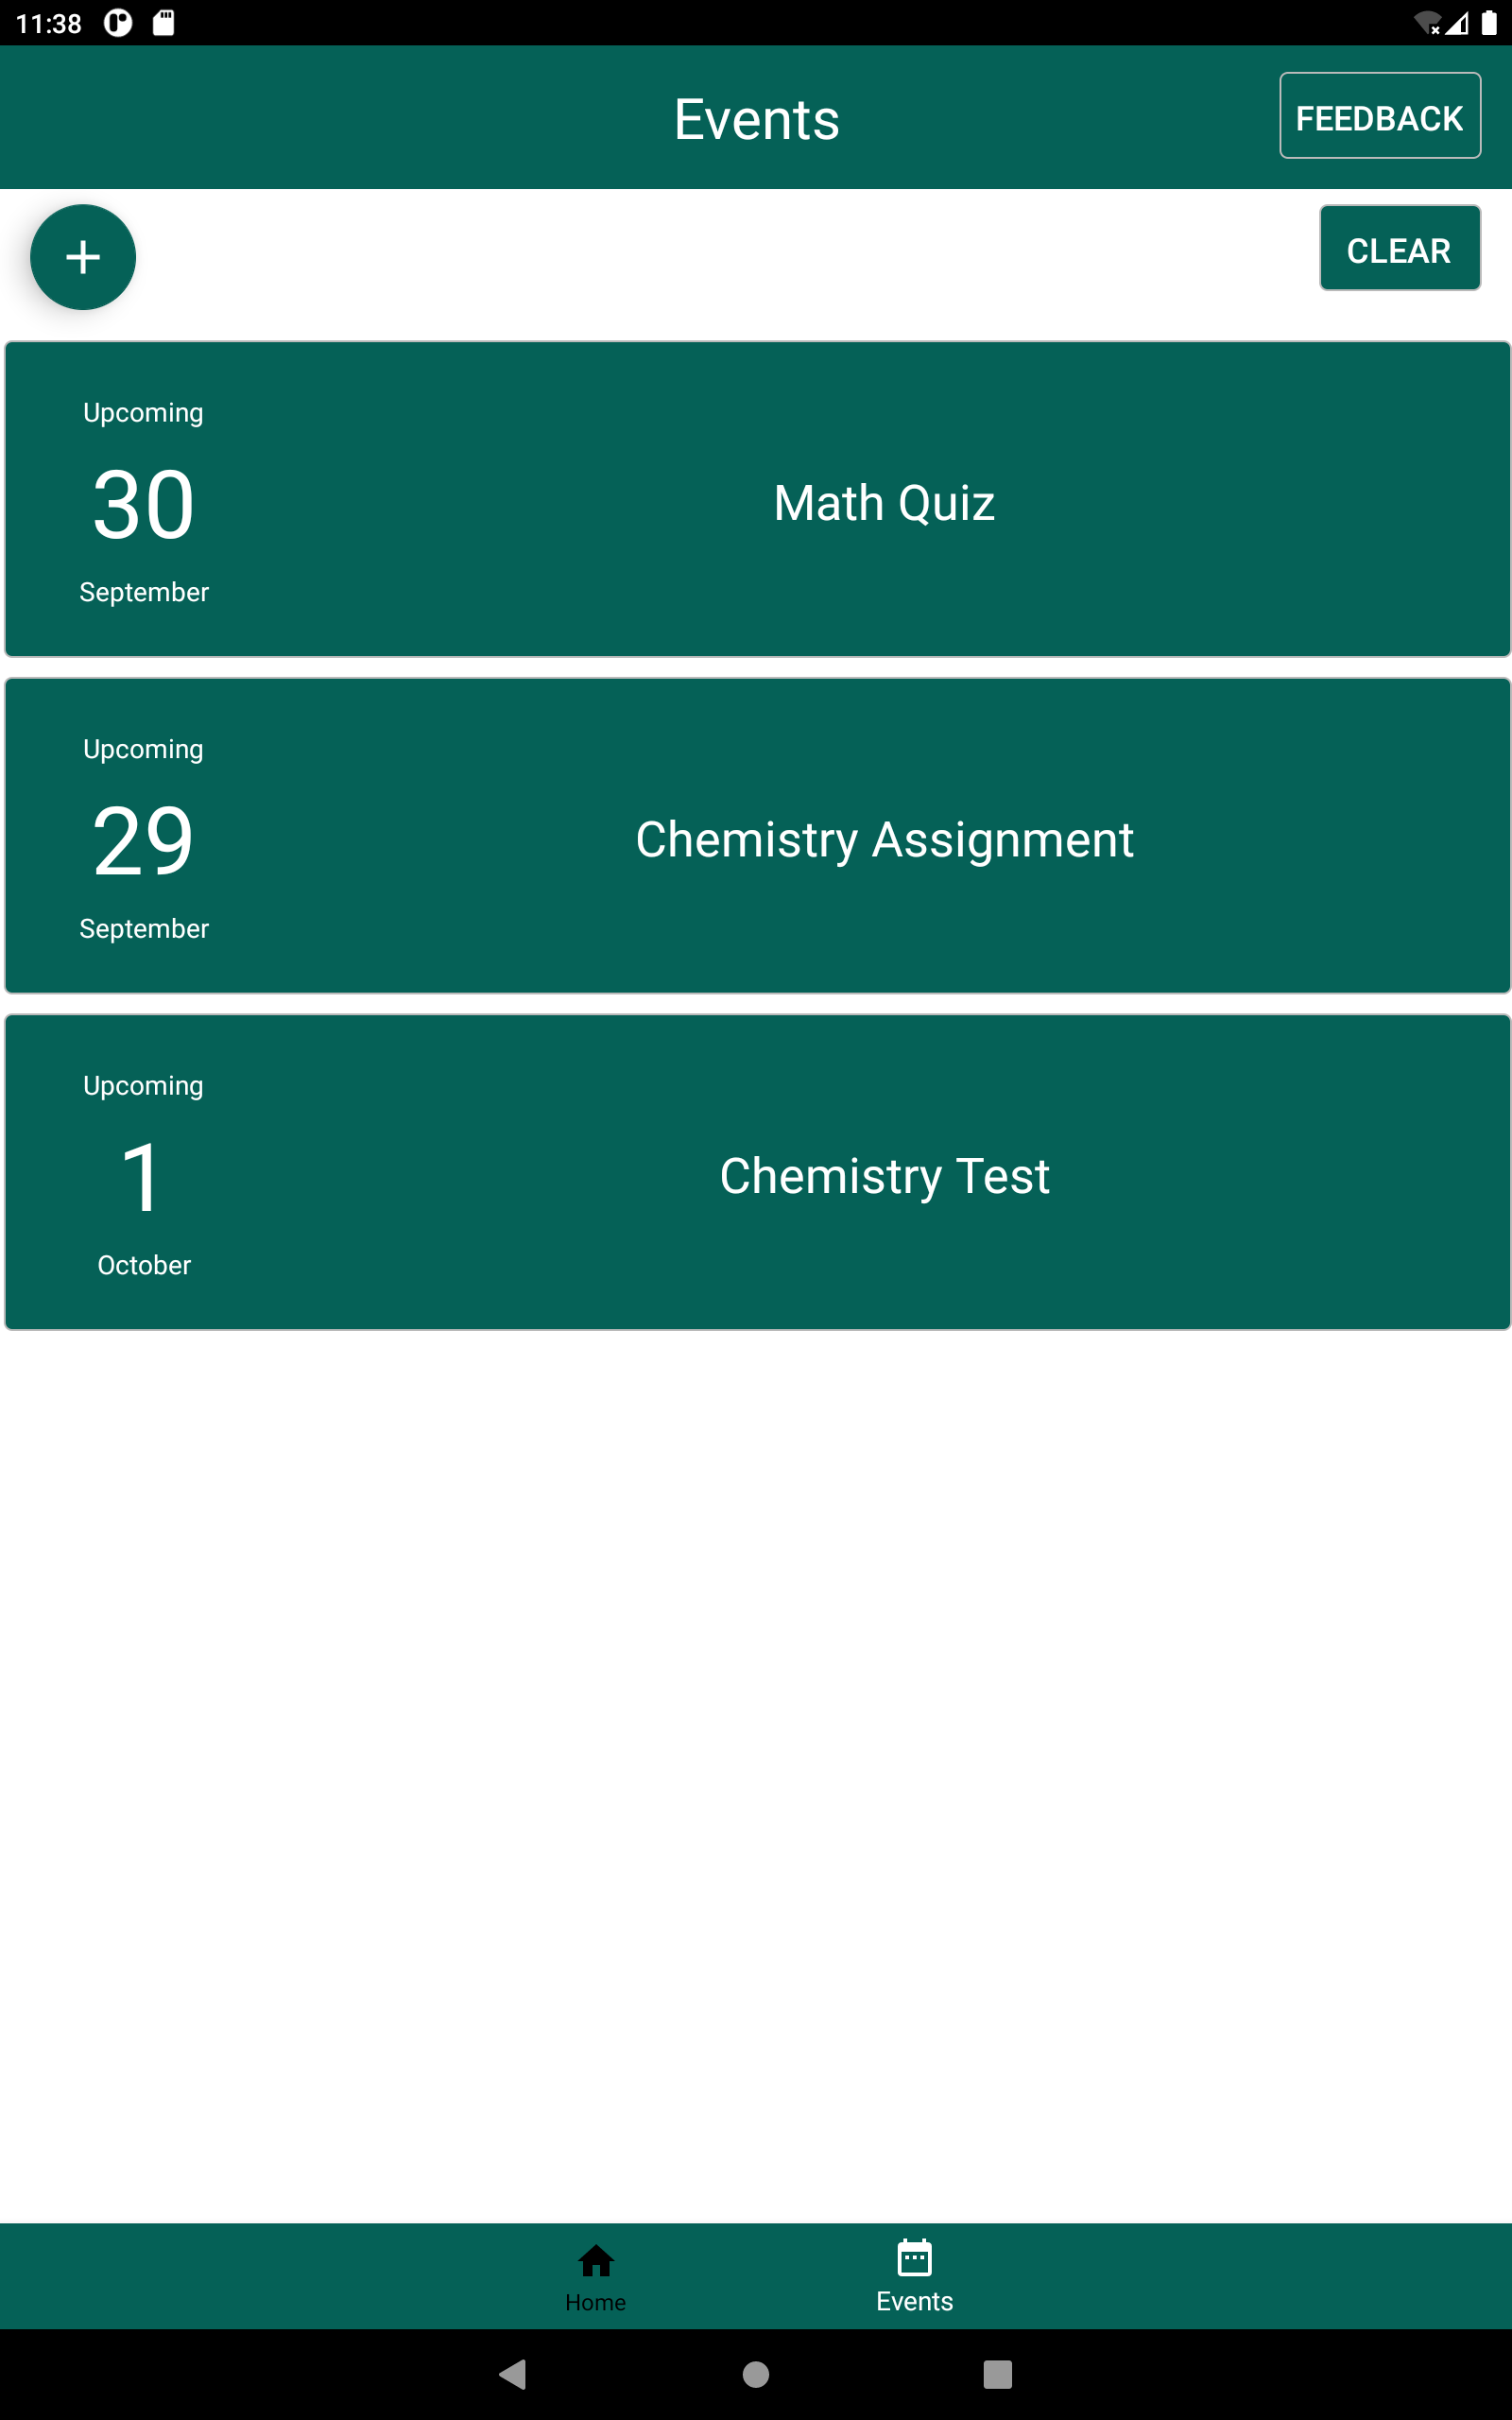 11:38
Events
FEEDBACK
CLEAR
Upcoming
30
September
Math Quiz
Upcoming
29
September
Chemistry Assignment
Upcoming
1
October
Chemistry Test
Home
Events